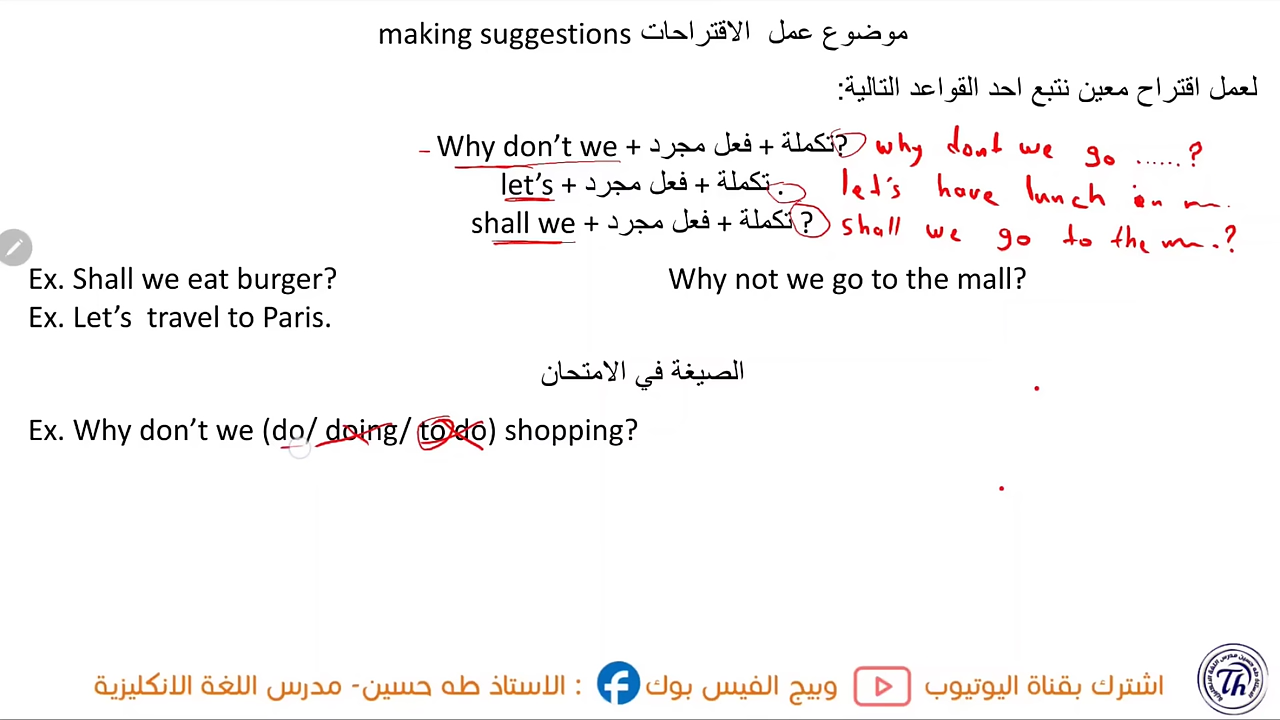 موضوع عمل الاقتراحات making suggestions
لعمل اقتراح معين نتبع احد القواعد التالية:
Why don’t we + فعل مجرد + تكملة?
why dont we go ......?
let’s + فعل مجرد + تكملة.
let's have lunch in
shall we + فعل مجرد + تكملة ?
shall we go to the m .?
Ex. Shall we eat burger?
Why not we go to the mall?
Ex. Let’s travel to Paris.
الصيغة في الامتحان
Ex. Why don’t we (do/ doing/ to do) shopping?
اشترك بقناة اليوتيوب وبيج الفيس بوك : الاستاذ طه حسين- مدرس اللغة الانكليزية
Th